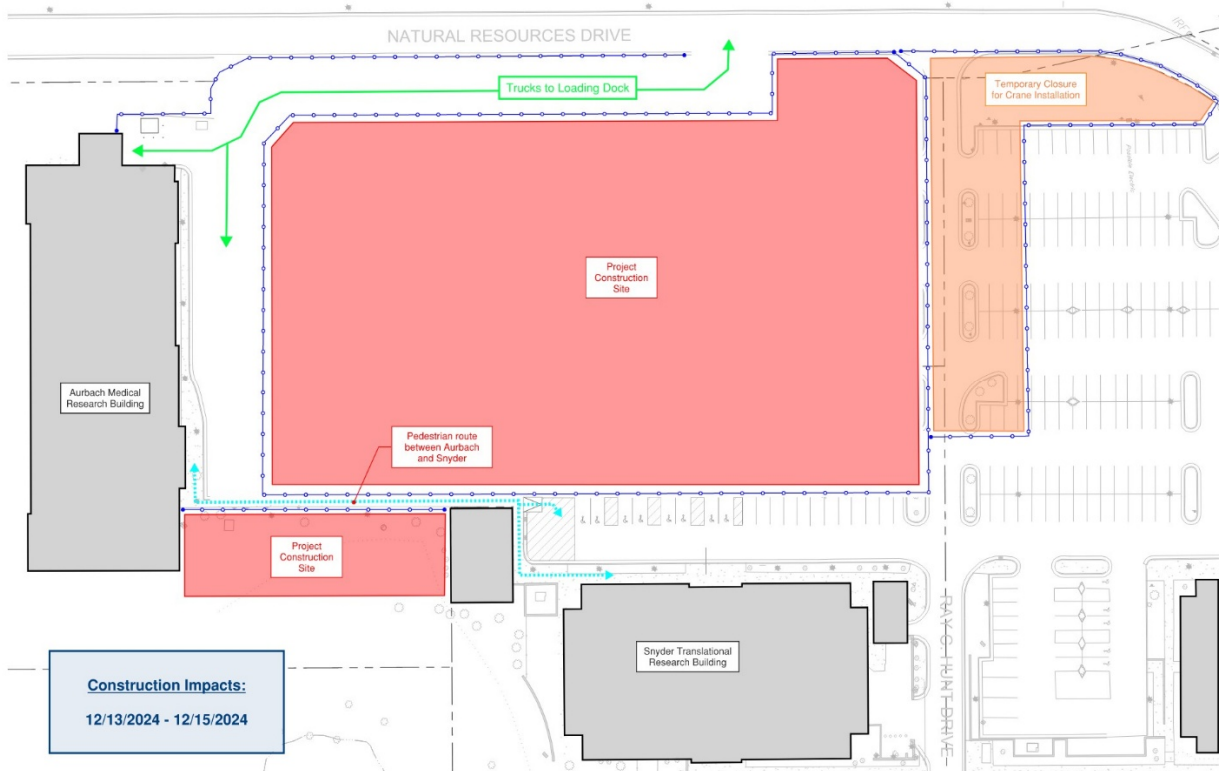 NATURAL RESOURCES DRIVE
Trucks to Loading Dock
Temporary Closure
for Crane Installation
Project
Construction
Site
Aurbach Medical
Research Building
Pedestrian route
between Aurbach
and Snyder
Project
Construction
Site
Snyder Translational
Research Building
RAY C. HUNT DRIVE
Construction Impacts:
12/13/2024 - 12/15/2024